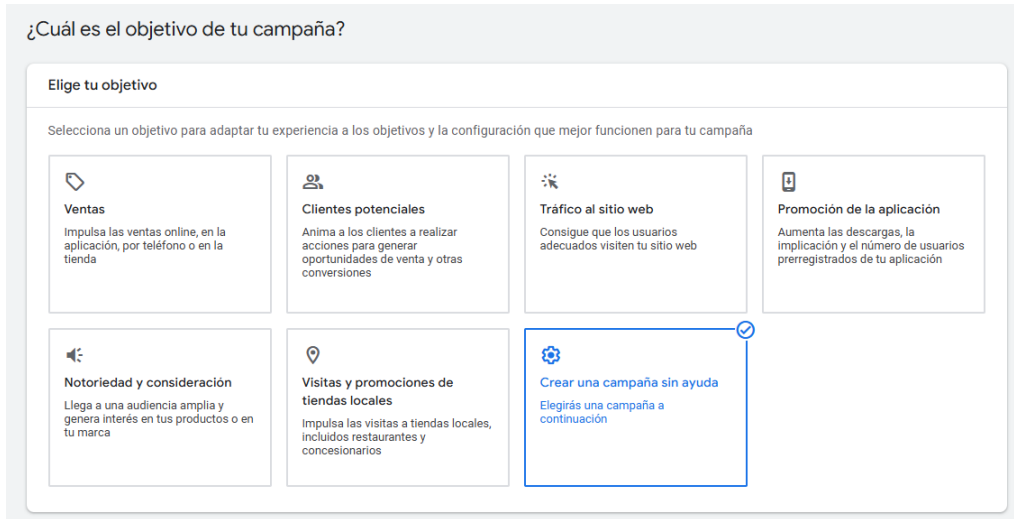 ¿Cuál es el objetivo de tu campaña?
Elige tu objetivo
Selecciona un objetivo para adaptar tu experiencia a los objetivos y la configuración que mejor funcionen para tu campaña
Ventas
Impulsa las ventas online, en la
aplicación, por teléfono o en la
tienda
Clientes potenciales
Anima a los clientes a realizar
acciones para generar
oportunidades de venta y otras
conversiones
Tráfico al sitio web
Consigue que los usuarios
adecuados visiten tu sitio web
Promoción de la aplicación
Aumenta las descargas, la
implicación y el número de usuarios
prerregistrados de tu aplicación
Notoriedad y consideración
Llega a una audiencia amplia y
genera interés en tus productos o en
tu marca
Visitas y promociones de
tiendas locales
Impulsa las visitas a tiendas locales,
incluidos restaurantes y
concesionarios
Crear una campaña sin ayuda
Elegirás una campaña a
continuación